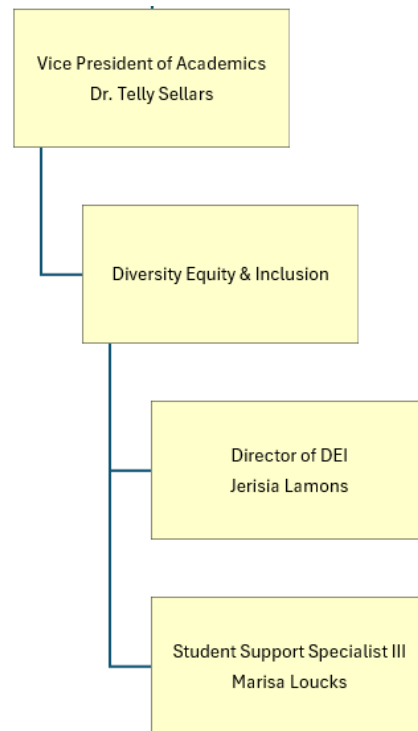 Vice President of Academics
Dr. Telly Sellars
Diversity Equity & Inclusion
Director of DEI
Jerisia Lamons
Student Support Specialist III
Marisa Loucks